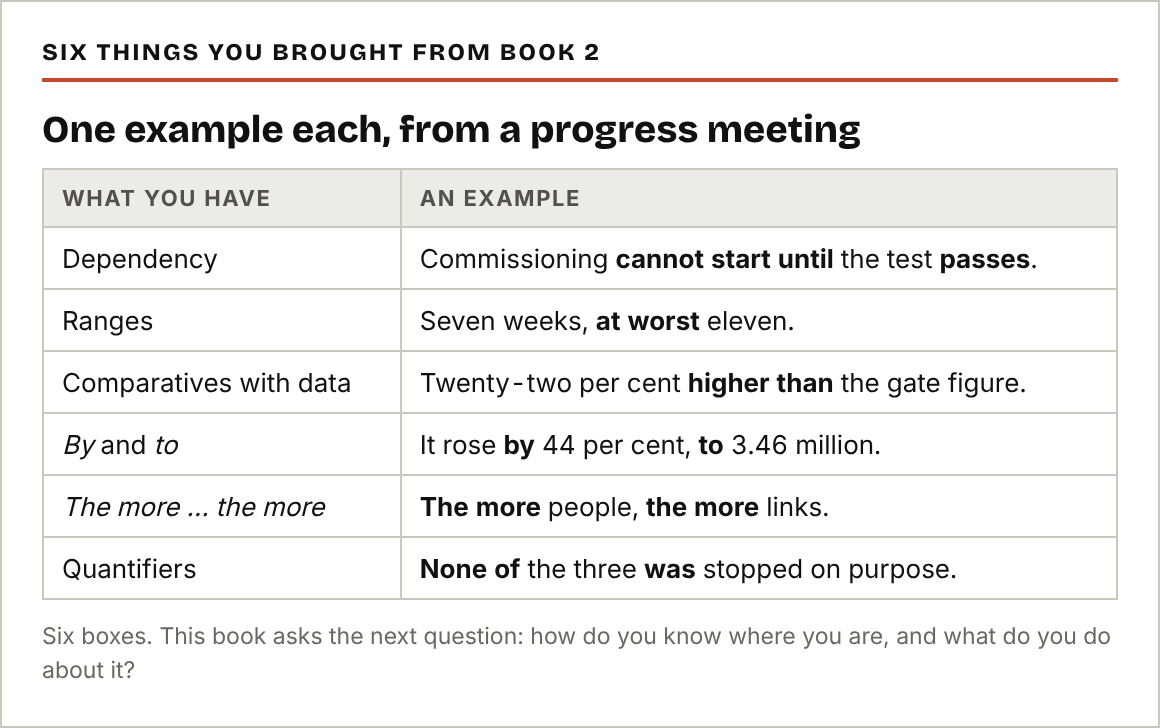 SIX THINGS YOU BROUGHT FROM BOOK 2
One example each, from a progress meeting
WHAT YOU HAVE
AN EXAMPLE
Dependency
Commissioning cannot start until the test passes.
Ranges
Seven weeks, at worst eleven.
Comparatives with data
Twenty-two per cent higher than the gate figure.
By and to
It rose by 44 per cent, to 3.46 million.
The more ... the more
The more people, the more links.
Quantifiers
None of the three was stopped on purpose.
Six boxes. This book asks the next question: how do you know where you are, and what do you do
about it?